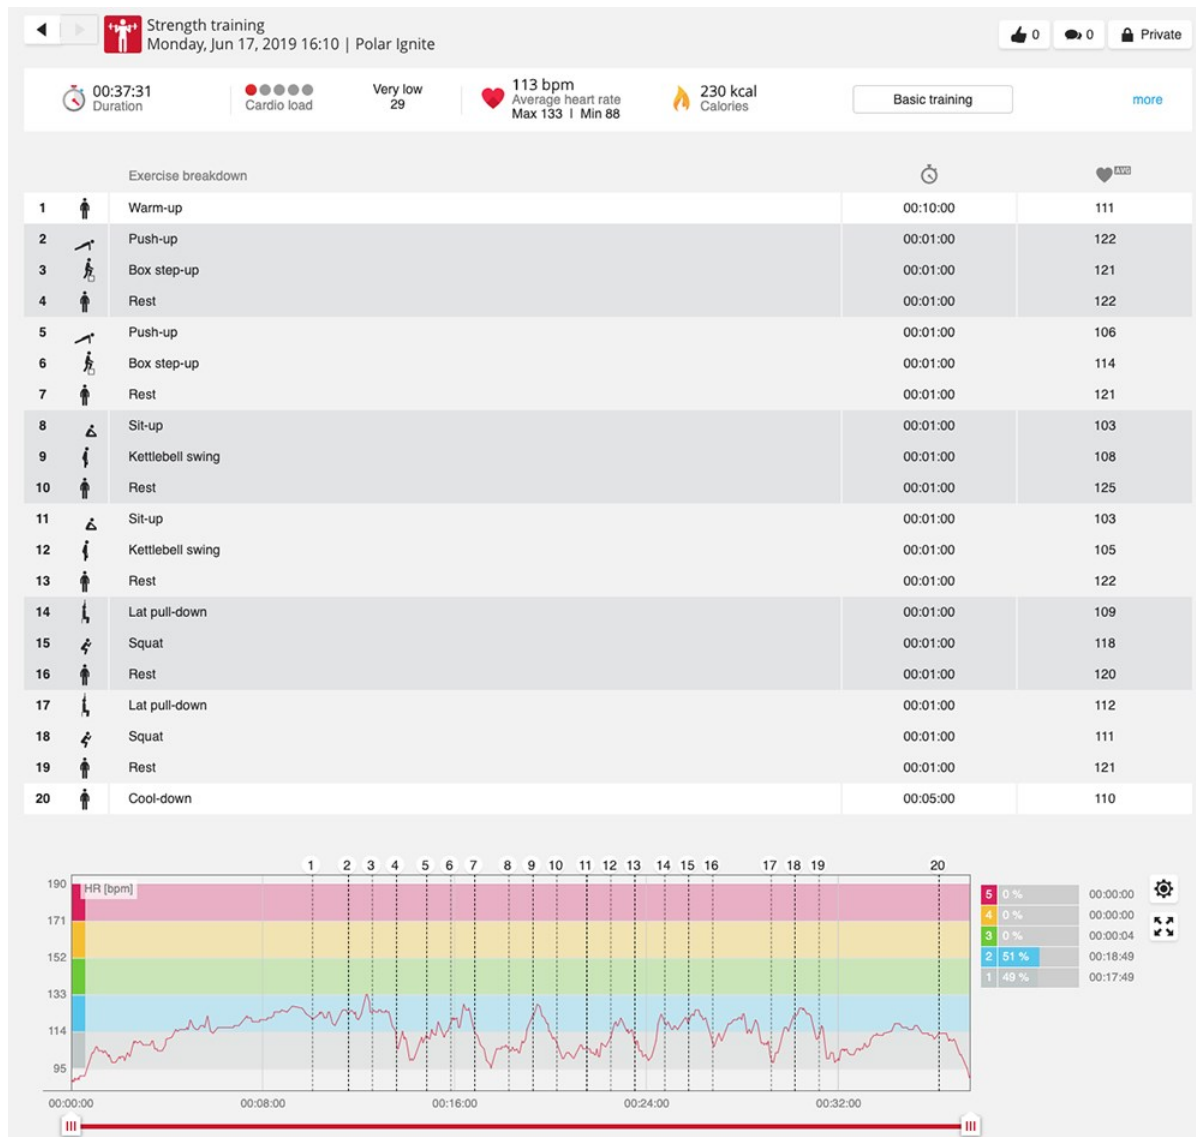 Strength training
Monday, Jun 17, 2019 16:10 | Polar Ignite
0
0
Private
00:37:31
Duration
Cardio load
Very low
29
113 bpm
Average heart rate
Max 133 | Min 88
230 kcal
Calories
Basic training
more
Exercise breakdown
AVG
1 Warm-up 00:10:00 111
2 Push-up 00:01:00 122
3 Box step-up 00:01:00 121
4 Rest 00:01:00 122
5 Push-up 00:01:00 106
6 Box step-up 00:01:00 114
7 Rest 00:01:00 121
8 Sit-up 00:01:00 103
9 Kettlebell swing 00:01:00 108
10 Rest 00:01:00 125
11 Sit-up 00:01:00 103
12 Kettlebell swing 00:01:00 105
13 Rest 00:01:00 122
14 Lat pull-down 00:01:00 109
15 Squat 00:01:00 118
16 Rest 00:01:00 120
17 Lat pull-down 00:01:00 112
18 Squat 00:01:00 111
19 Rest 00:01:00 121
20 Cool-down 00:05:00 110
1 2 3 4 5 6 7 8 9 10 11 12 13 14 15 16 17 18 19 20
HR [bpm]
190
171
152
133
114
95
00:00:00 00:08:00 00:16:00 00:24:00 00:32:00
5 0 % 00:00:00
4 0 % 00:00:00
3 0 % 00:00:04
2 51 % 00:18:49
1 49 % 00:17:49